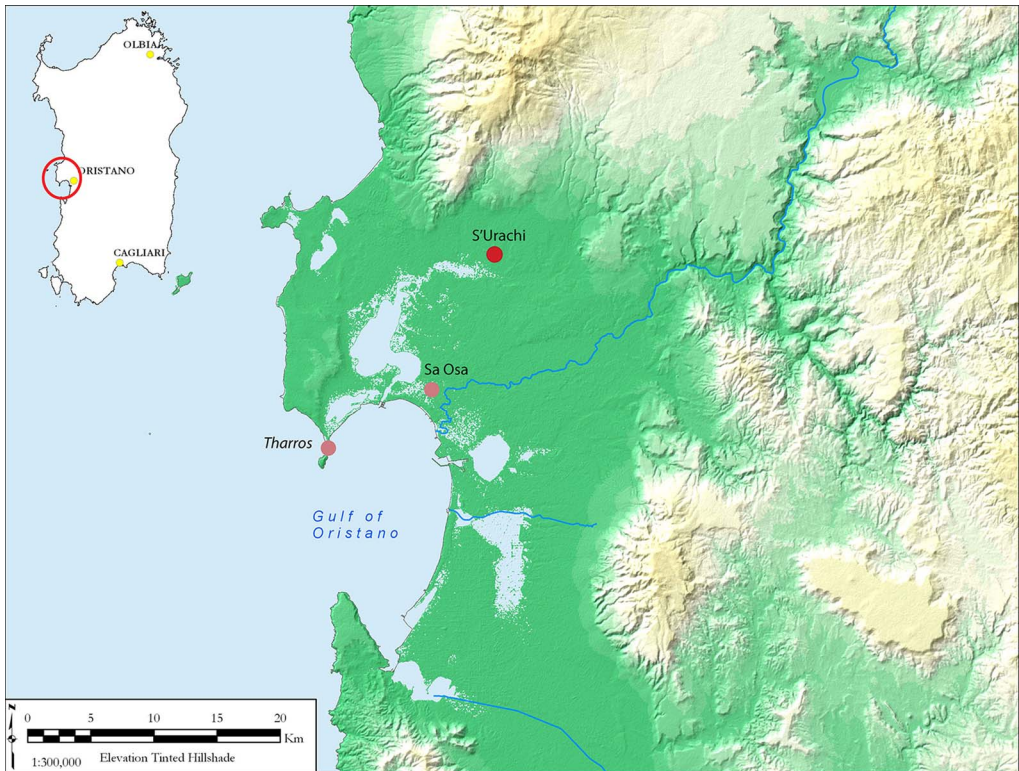 OLBIA
ORISTANO
CAGLIARI
S'Urachi
Sa Osa
Tharros
Gulf of
Oristano
N
0 5 10 15 20
Km
1:300,000 Elevation Tinted Hillshade